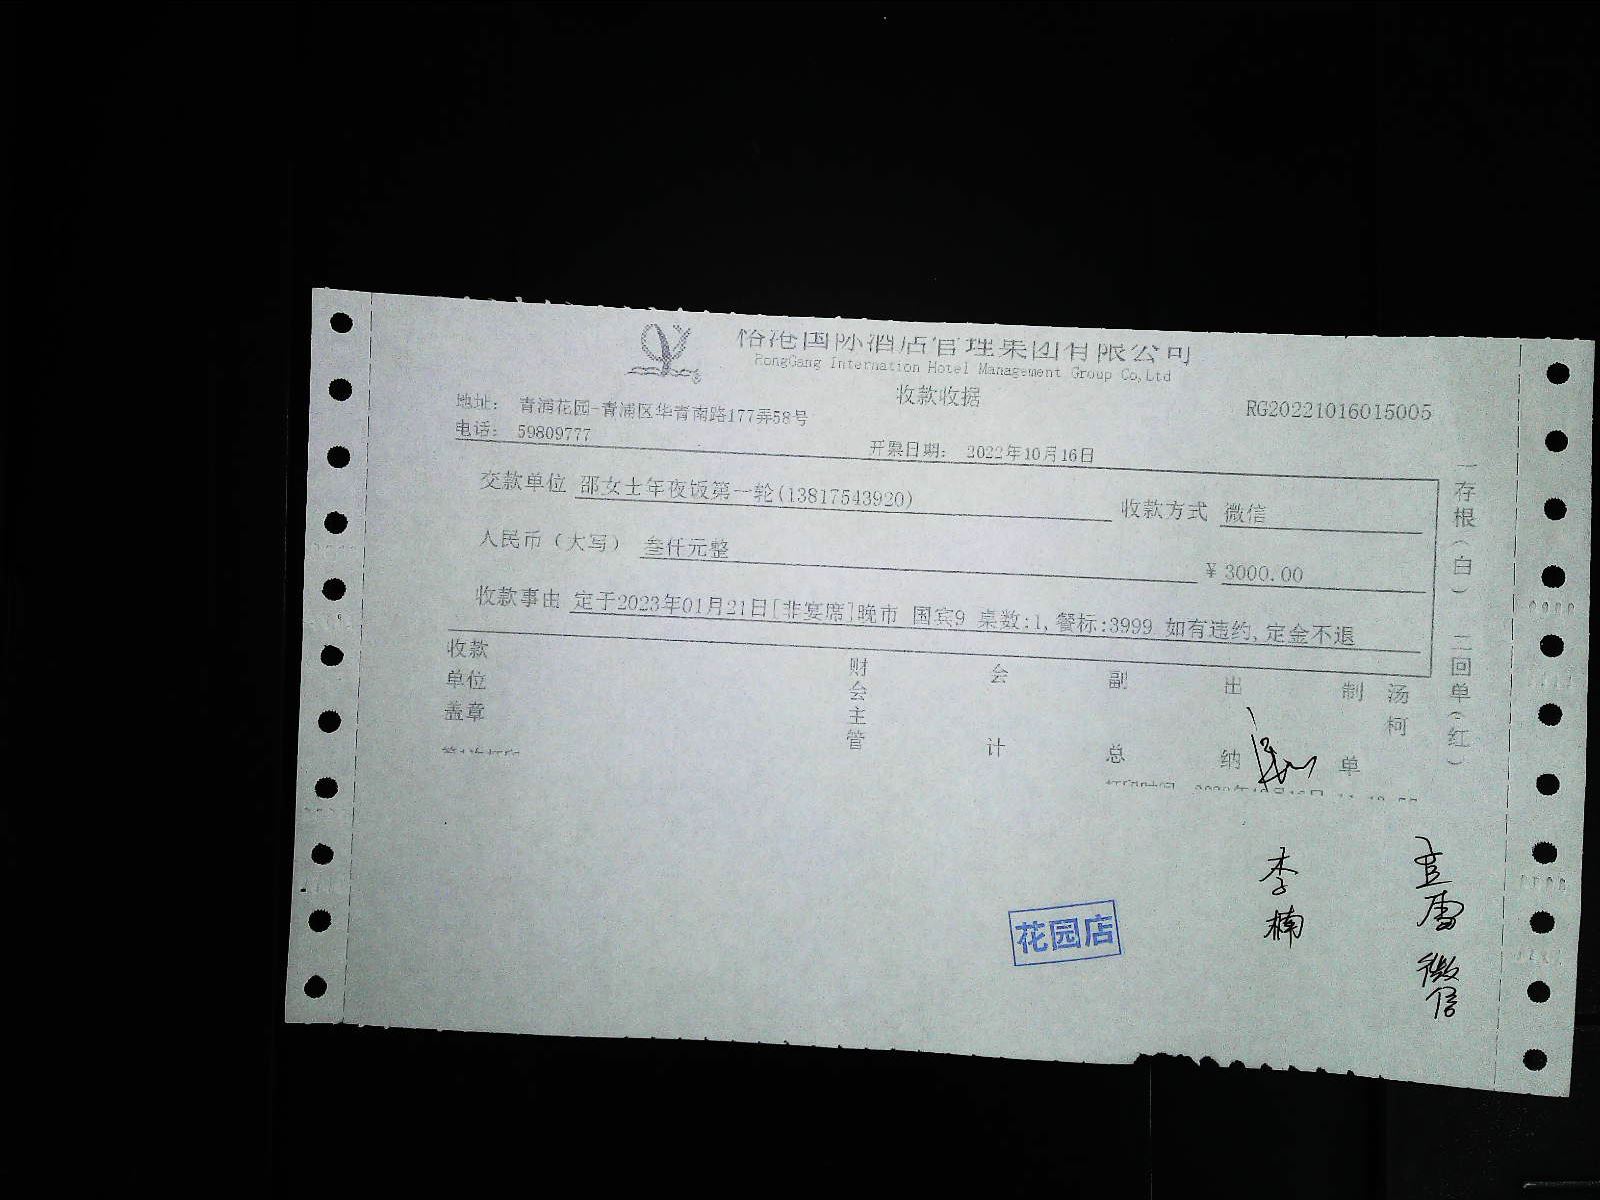 国际酒店管理集团有限公司
RongGang Internation Hotel Management Group Co,Ltd
收款收据
RG20221016015005
地址： 青浦花园-青浦区华青南路177弄58号
电话： 59809777
开票日期： 2022年10月16日
交款单位 邵女士年夜饭第一轮(13817543920)
收款方式 微信
人民币（大写） 叁仟元整
¥ 3000.00
收款事由 定于2023年01月21日[非宴席]晚市 国宾9 桌数:1,餐标:3999 如有违约,定金不退
一存根（白） 二回单（红）
收款单位盖章
财会主管
会计
副总
出纳
制单
汤柯
李楠
微信
花园店